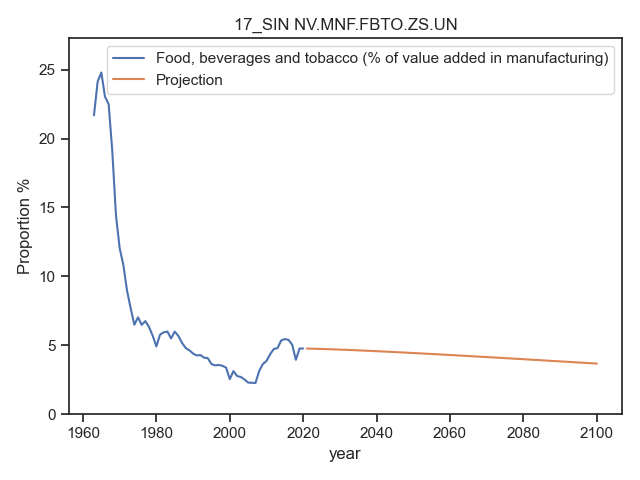 17_SIN NV.MNF.FBTO.ZS.UN
Food, beverages and tobacco (% of value added in manufacturing)
Projection
25
20
15
10
5
0
Proportion %
1960
1980
2000
2020
2040
2060
2080
2100
year